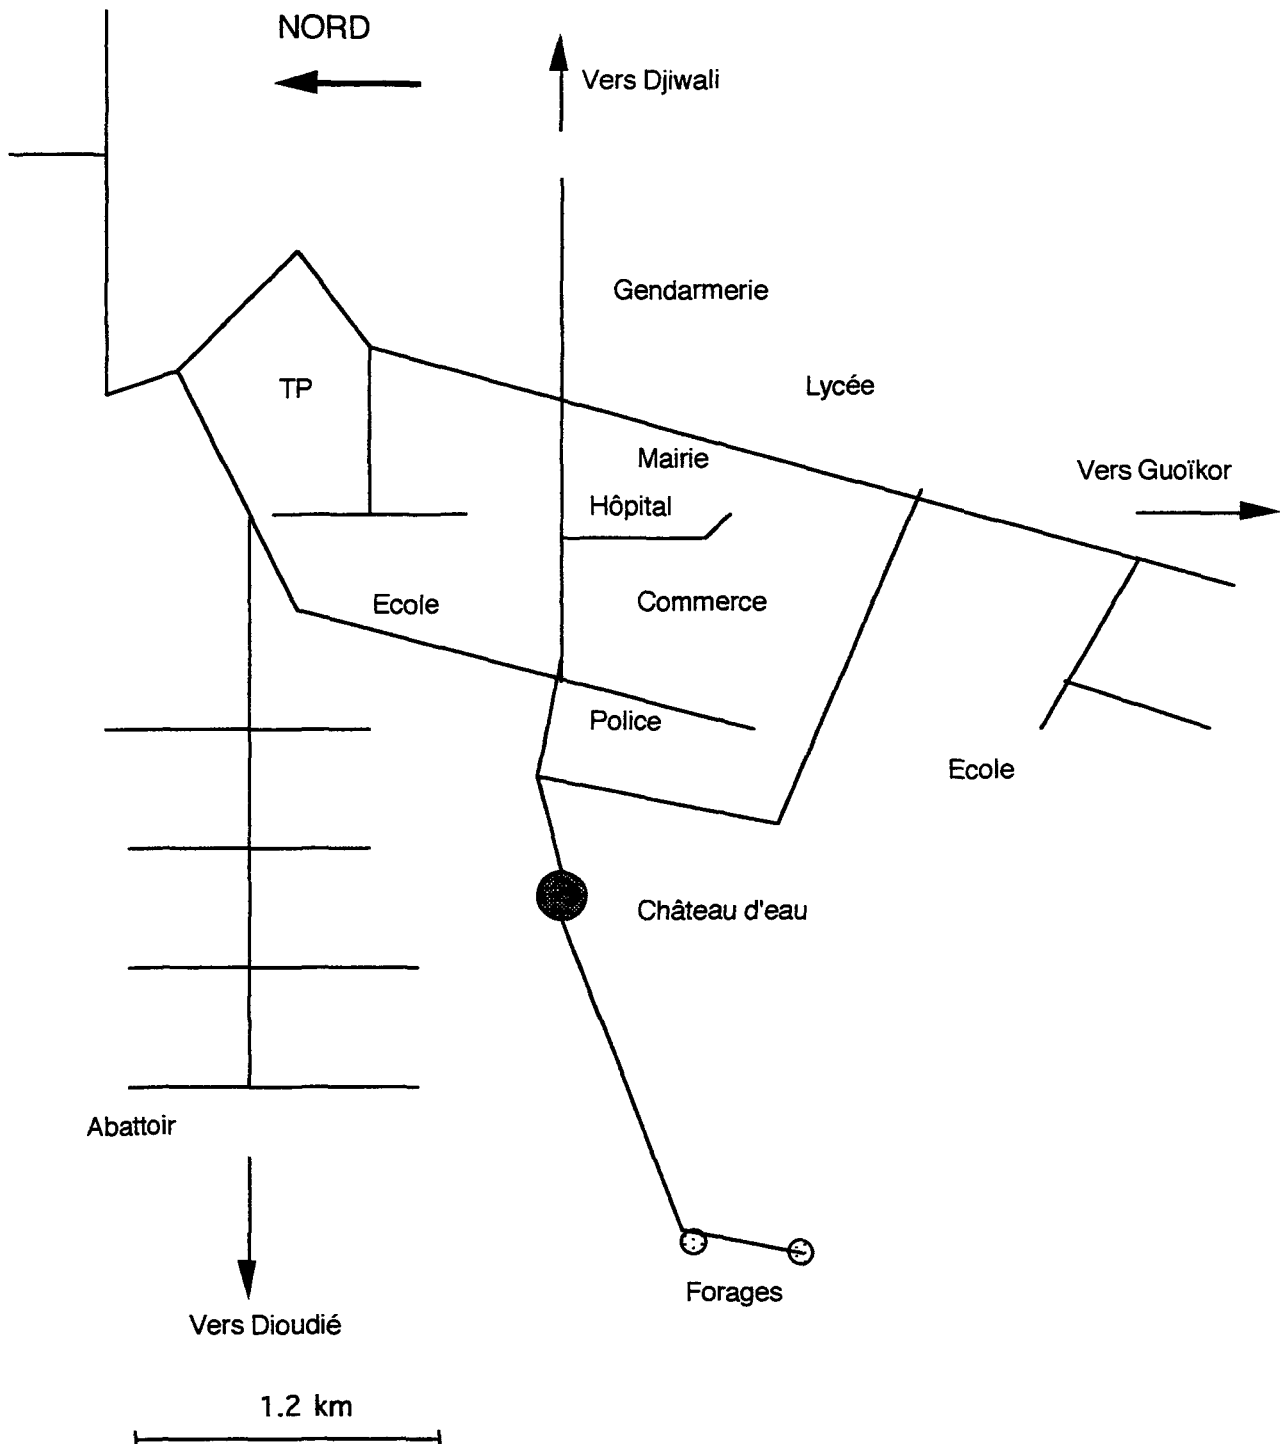 NORD
Vers Djiwali
Gendarmerie
TP
Lycée
Mairie
Vers Guoïkor
Hôpital
Ecole
Commerce
Police
Ecole
Château d'eau
Abattoir
Forages
Vers Dioudié
1.2 km